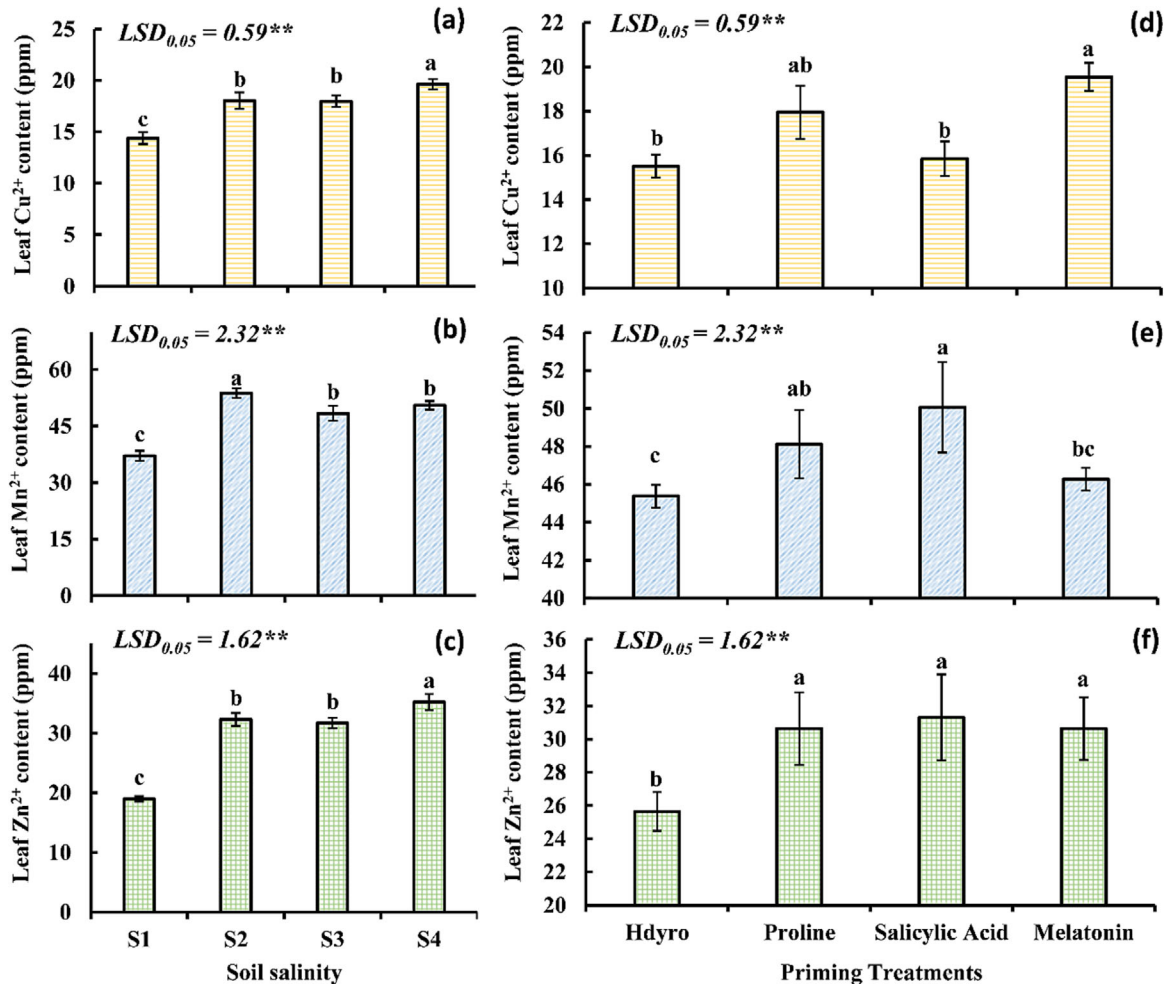 (a)
LSD0.05 = 0.59**
Leaf Cu2+ content (ppm)
25
20
15
10
5
0
c
b
b
a
(d)
LSD0.05 = 0.59**
Leaf Cu2+ content (ppm)
22
20
18
16
14
12
10
b
ab
b
a
(b)
LSD0.05 = 2.32**
Leaf Mn2+ content (ppm)
60
45
30
15
0
c
a
b
b
(e)
LSD0.05 = 2.32**
Leaf Mn2+ content (ppm)
54
52
50
48
46
44
42
40
c
ab
a
bc
(c)
LSD0.05 = 1.62**
Leaf Zn2+ content (ppm)
40
30
20
10
0
c
b
b
a
S1 S2 S3 S4
Soil salinity
(f)
LSD0.05 = 1.62**
Leaf Zn2+ content (ppm)
36
34
32
30
28
26
24
22
20
b
a
a
a
Hdyro Proline Salicylic Acid Melatonin
Priming Treatments